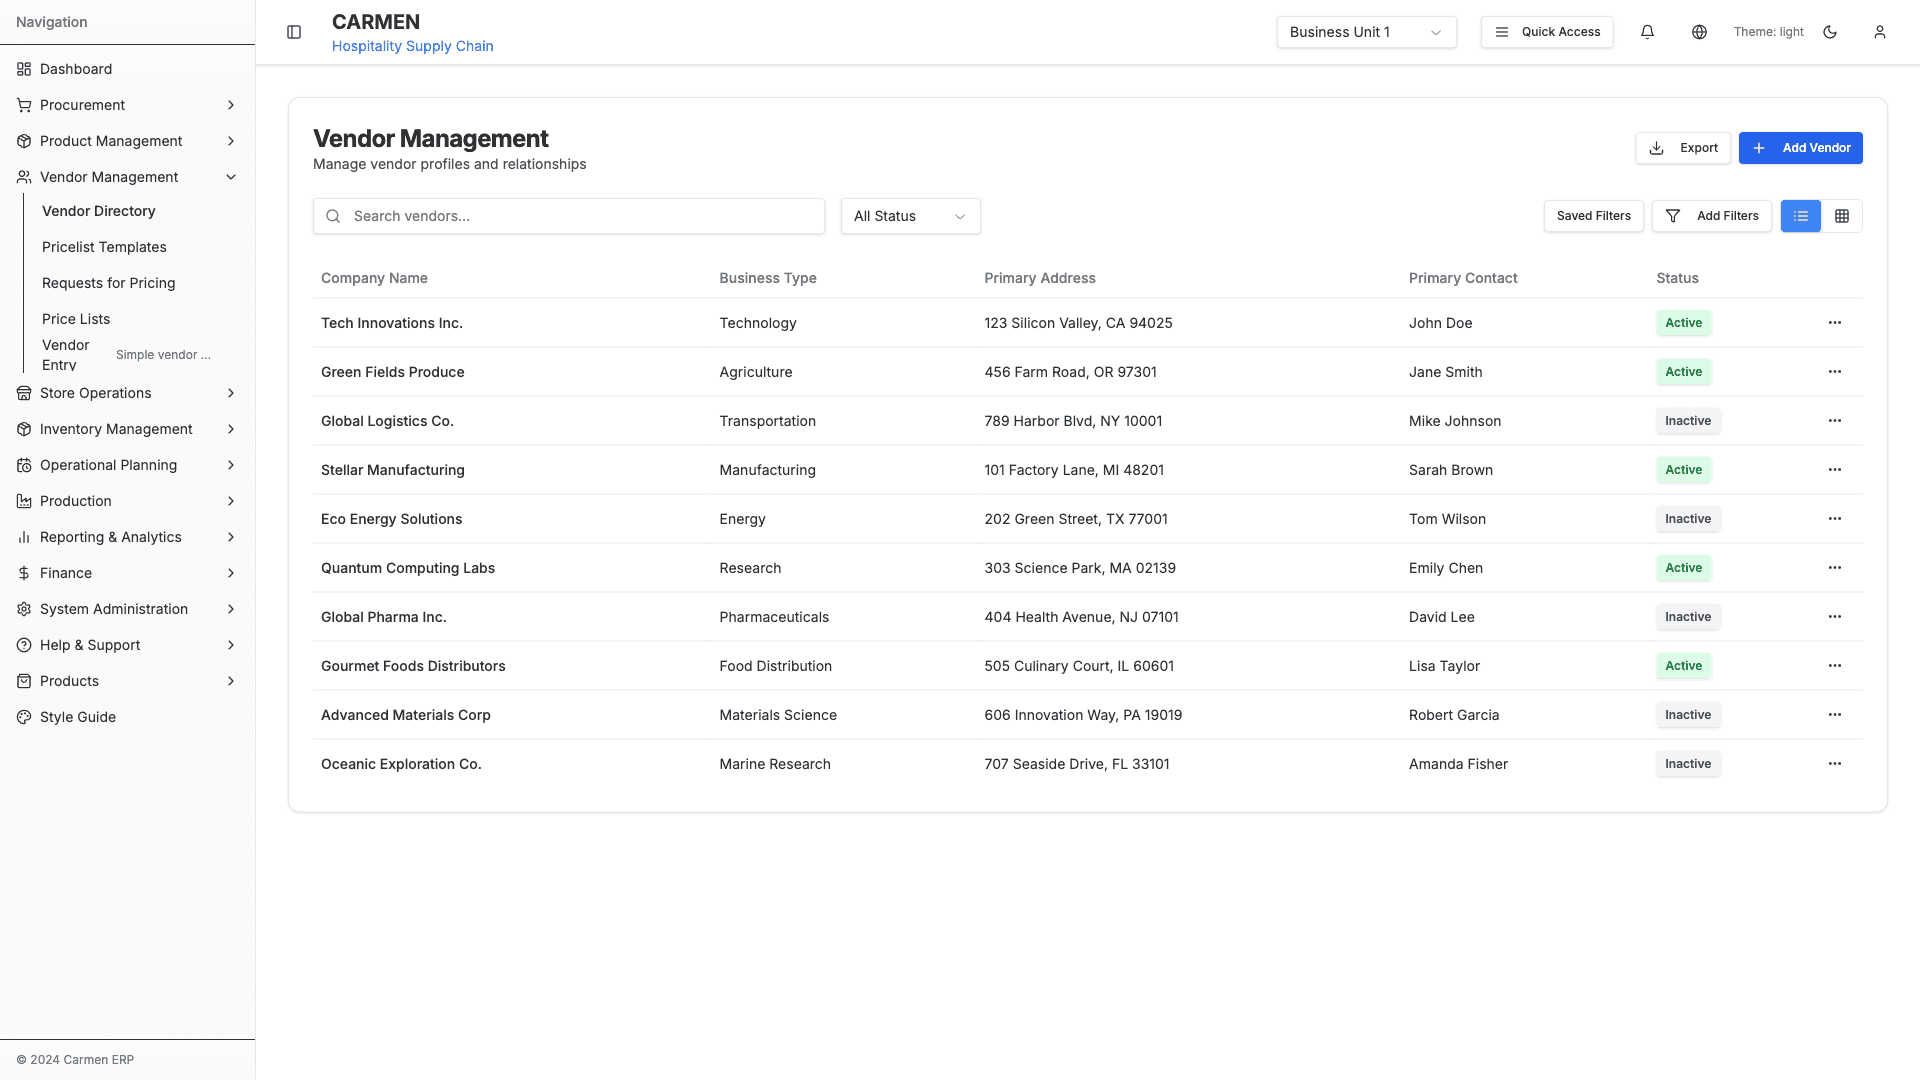 Navigation
Dashboard
Procurement
Product Management
Vendor Management
Vendor Directory
Pricelist Templates
Requests for Pricing
Price Lists
Vendor Entry
Simple vendor ...
Store Operations
Inventory Management
Operational Planning
Production
Reporting & Analytics
Finance
System Administration
Help & Support
Products
Style Guide
© 2024 Carmen ERP
CARMEN
Hospitality Supply Chain
Business Unit 1
Quick Access
Theme: light
Vendor Management
Manage vendor profiles and relationships
Export
Add Vendor
Search vendors...
All Status
Saved Filters
Add Filters
Company Name Business Type Primary Address Primary Contact Status
Tech Innovations Inc. Technology 123 Silicon Valley, CA 94025 John Doe Active
Green Fields Produce Agriculture 456 Farm Road, OR 97301 Jane Smith Active
Global Logistics Co. Transportation 789 Harbor Blvd, NY 10001 Mike Johnson Inactive
Stellar Manufacturing Manufacturing 101 Factory Lane, MI 48201 Sarah Brown Active
Eco Energy Solutions Energy 202 Green Street, TX 77001 Tom Wilson Inactive
Quantum Computing Labs Research 303 Science Park, MA 02139 Emily Chen Active
Global Pharma Inc. Pharmaceuticals 404 Health Avenue, NJ 07101 David Lee Inactive
Gourmet Foods Distributors Food Distribution 505 Culinary Court, IL 60601 Lisa Taylor Active
Advanced Materials Corp Materials Science 606 Innovation Way, PA 19019 Robert Garcia Inactive
Oceanic Exploration Co. Marine Research 707 Seaside Drive, FL 33101 Amanda Fisher Inactive